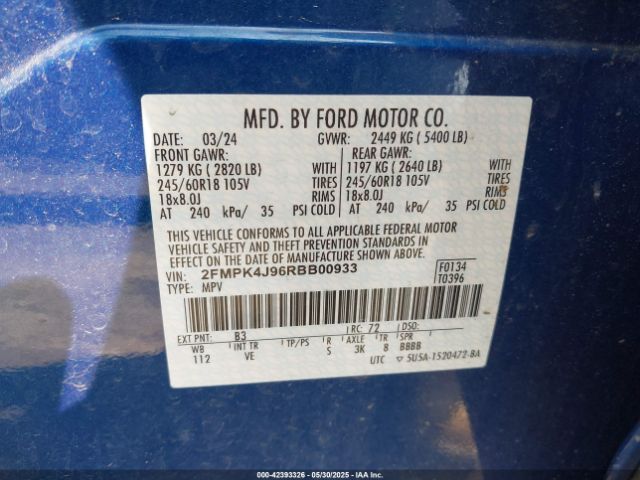 MFD. BY FORD MOTOR CO.
DATE: 03/24 GVWR: 2449 KG ( 5400 LB)
FRONT GAWR: REAR GAWR:
1279 KG ( 2820 LB) WITH 1197 KG ( 2640 LB) WITH
245/60R18 105V TIRES 245/60R18 105V TIRES
18x8.0J RIMS 18x8.0J RIMS
AT 240 kPa/ 35 PSI COLD AT 240 kPa/ 35 PSI COLD
THIS VEHICLE CONFORMS TO ALL APPLICABLE FEDERAL MOTOR
VEHICLE SAFETY AND THEFT PREVENTION STANDARDS IN
EFFECT ON THE DATE OF MANUFACTURE SHOWN ABOVE.
VIN: 2FMPK4J96RBB00933 F0134
TYPE: MPV T0396
EXT PNT: B3 RC: 72 DSO:
WB INT TR TP/PS R AXLE TR SPR
112 VE S 3K 8 BBBB
UTC 5USA-1520472-BA
000-42393326 | 05/30/2025 | IAA Inc.